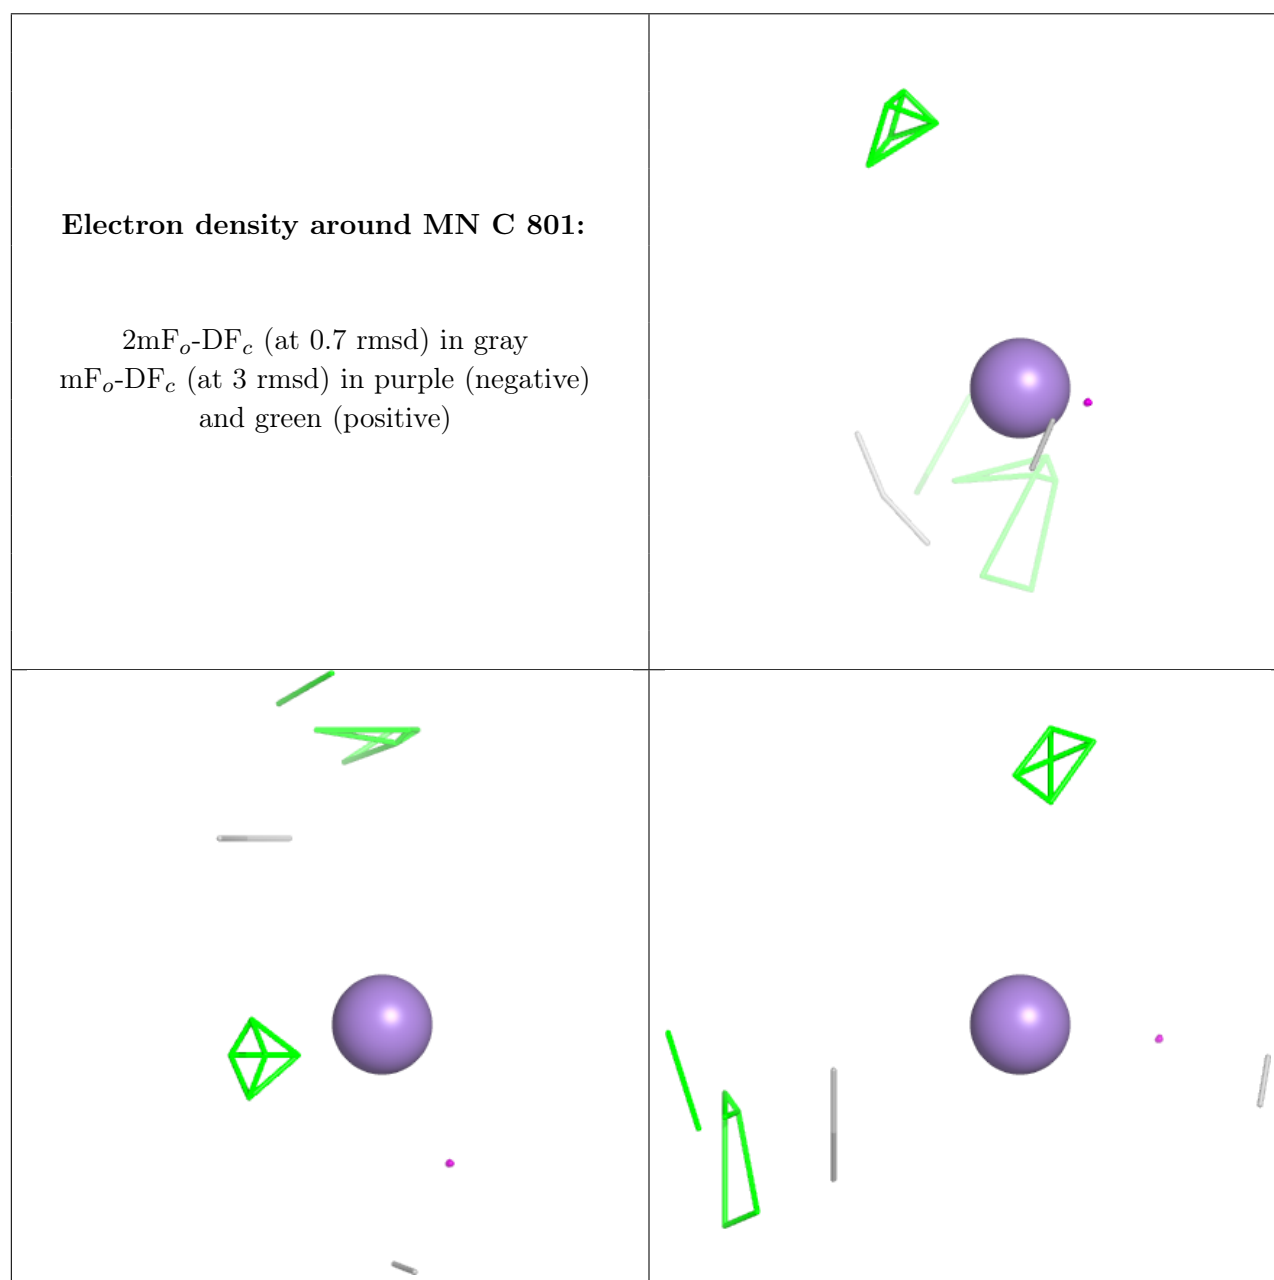 Electron density around MN C 801:
2mFo-DFc (at 0.7 rmsd) in gray
mFo-DFc (at 3 rmsd) in purple (negative)
and green (positive)